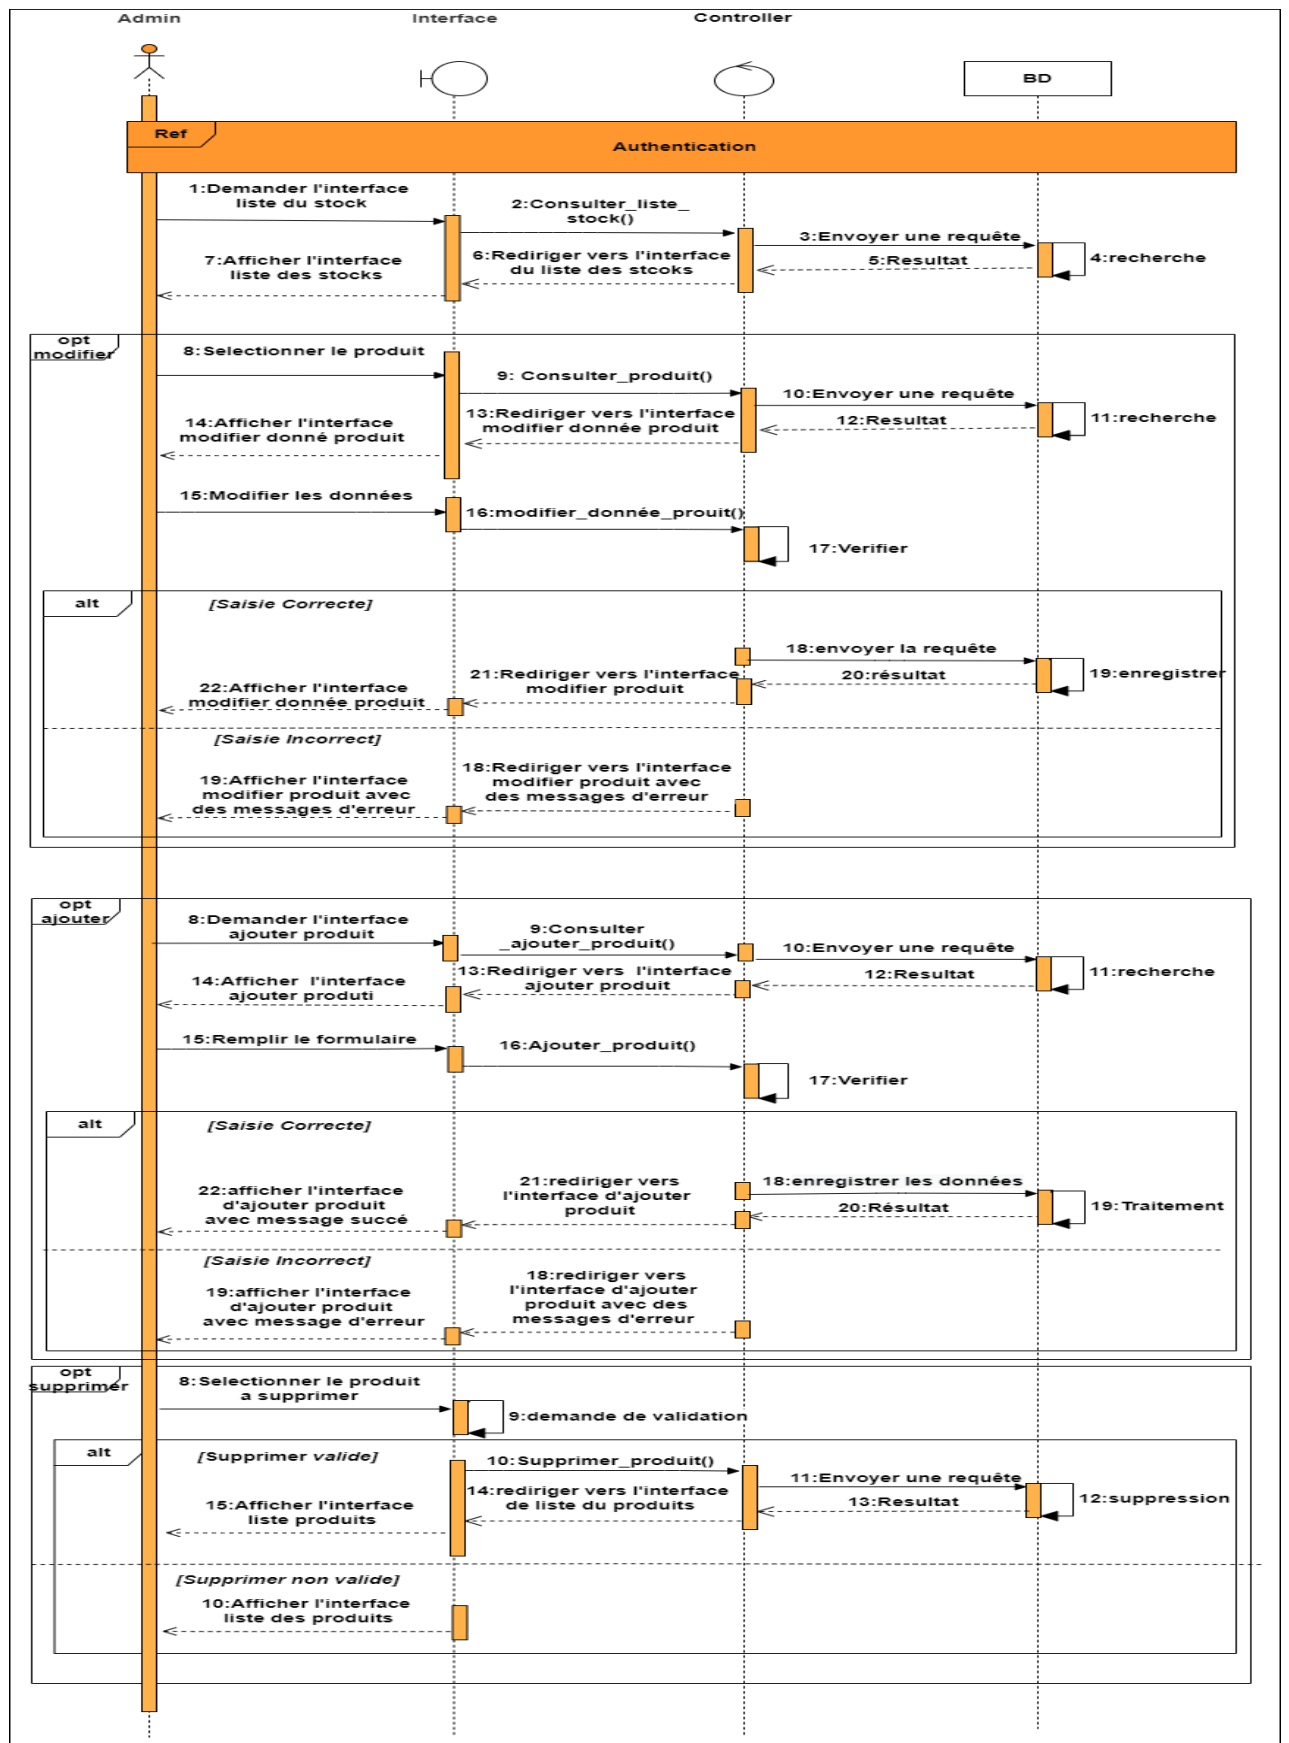 Admin
Interface
Controller
BD
Ref
Authentication
1:Demander l'interface
liste du stock
2:Consulter_liste_
stock()
3:Envoyer une requête
4:recherche
5:Resultat
6:Rediriger vers l'interface
du liste des stcoks
7:Afficher l'interface
liste des stocks
opt
modifier
8:Selectionner le produit
9: Consulter_produit()
10:Envoyer une requête
11:recherche
12:Resultat
13:Rediriger vers l'interface
modifier donnée produit
14:Afficher l'interface
modifier donné produit
15:Modifier les données
16:modifier_donnée_prouit()
17:Verifier
alt
[Saisie Correcte]
18:envoyer la requête
19:enregistrer
20:résultat
21:Rediriger vers l'interface
modifier produit
22:Afficher l'interface
modifier donnée produit
[Saisie Incorrect]
18:Rediriger vers l'interface
modifier produit avec
des messages d'erreur
19:Afficher l'interface
modifier produit avec
des messages d'erreur
opt
ajouter
8:Demander l'interface
ajouter produit
9:Consulter
_ajouter_produit()
10:Envoyer une requête
11:recherche
12:Resultat
13:Rediriger vers  l'interface
ajouter produit
14:Afficher  l'interface
ajouter produti
15:Remplir le formulaire
16:Ajouter_produit()
17:Verifier
alt
[Saisie Correcte]
18:enregistrer les données
19:Traitement
20:Résultat
21:rediriger vers
l'interface d'ajouter
produit
22:afficher l'interface
d'ajouter produit
avec message succé
[Saisie Incorrect]
18:rediriger vers
l'interface d'ajouter
produit avec des
messages d'erreur
19:afficher l'interface
d'ajouter produit
avec message d'erreur
opt
supprimer
8:Selectionner le produit
a supprimer
9:demande de validation
alt
[Supprimer valide]
10:Supprimer_produit()
11:Envoyer une requête
12:suppression
13:Resultat
14:rediriger vers l'interface
de liste du produits
15:Afficher l'interface
liste produits
[Supprimer non valide]
10:Afficher l'interface
liste des produits